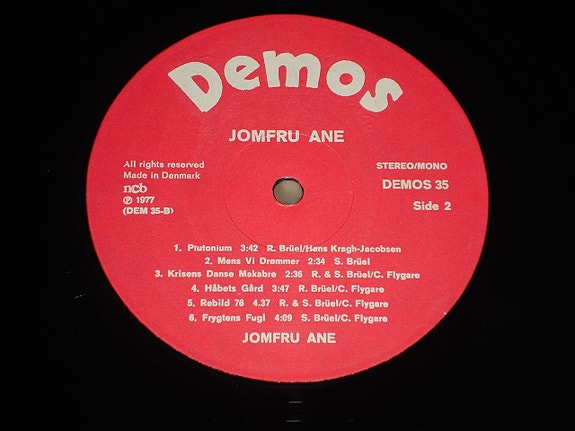 Demos
JOMFRU ANE
All rights reserved
Made in Denmark
ncb
℗ 1977
(DEM 35-B)
STEREO/MONO
DEMOS 35
Side 2
1. Plutonium 3:42 R. Brüel/Hans Kragh-Jacobsen
2. Mens Vi Drømmer 2:34 S. Brüel
3. Krisens Danse Makabre 2:36 R. & S. Brüel/C. Flygare
4. Håbets Gård 3:47 R. Brüel/C. Flygare
5. Rebild 76 4.37 R. & S. Brüel/C. Flygare
6. Frygtens Fugl 4:09 S. Brüel/C. Flygare
JOMFRU ANE